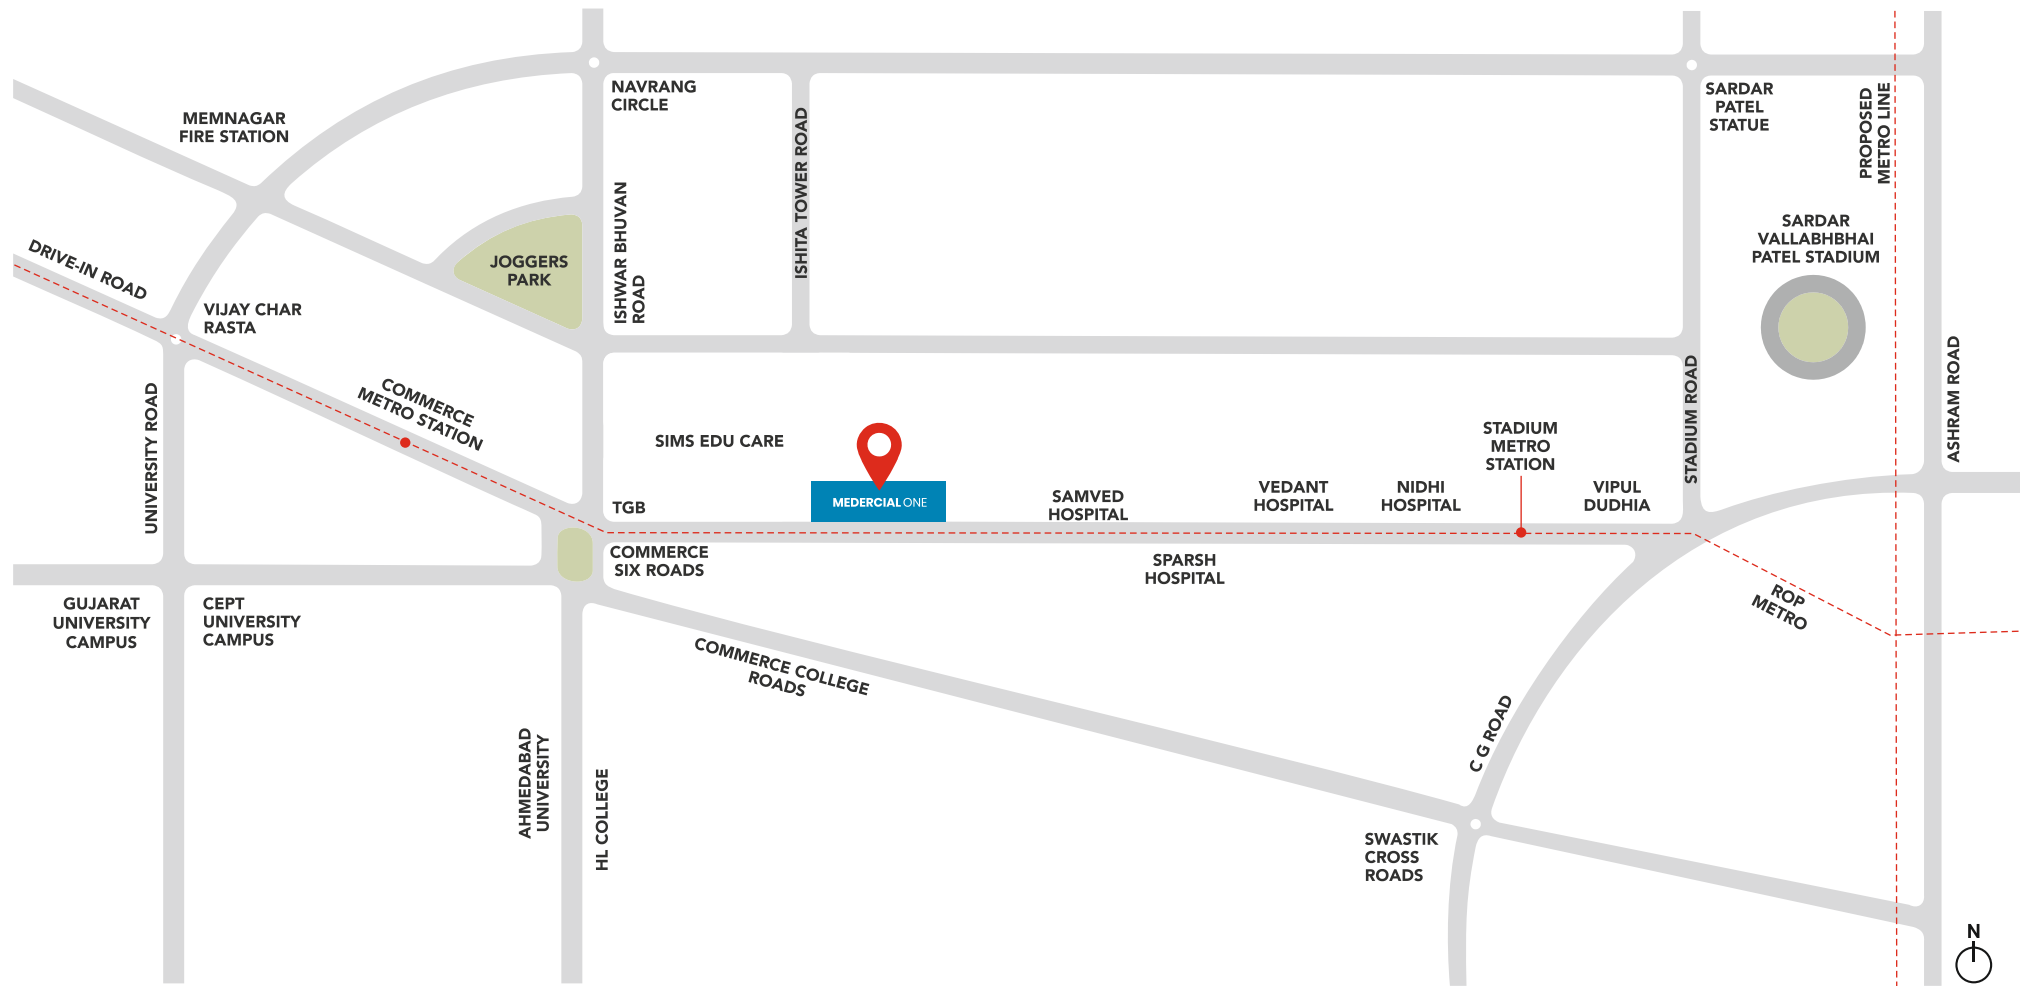 NAVRANG
CIRCLE
SARDAR
PATEL
STATUE
PROPOSED
METRO LINE
MEMNAGAR
FIRE STATION
ISHITA TOWER ROAD
ISHWAR BHUVAN
ROAD
JOGGERS
PARK
SARDAR
VALLABHBHAI
PATEL STADIUM
DRIVE-IN ROAD
VIJAY CHAR
RASTA
UNIVERSITY ROAD
COMMERCE
METRO STATION
STADIUM ROAD
ASHRAM ROAD
SIMS EDU CARE
MEDERCIAL ONE
TGB
SAMVED
HOSPITAL
VEDANT
HOSPITAL
NIDHI
HOSPITAL
STADIUM
METRO
STATION
VIPUL
DUDHIA
COMMERCE
SIX ROADS
SPARSH
HOSPITAL
GUJARAT
UNIVERSITY
CAMPUS
CEPT
UNIVERSITY
CAMPUS
ROP
METRO
COMMERCE COLLEGE
ROADS
C G ROAD
AHMEDABAD
UNIVERSITY
HL COLLEGE
SWASTIK
CROSS
ROADS
N